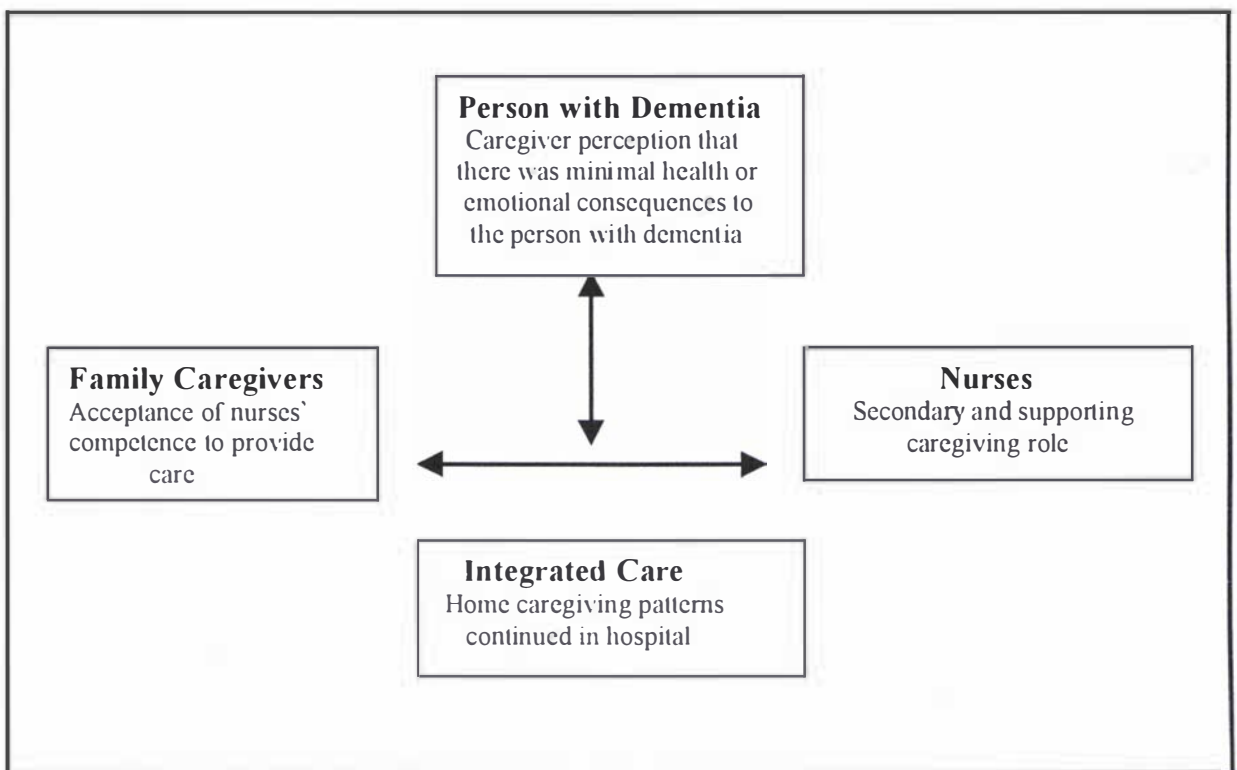 Person with Dementia
Caregiver perception that
there was minimal health or
emotional consequences to
the person with dementia
Family Caregivers
Acceptance of nurses`
competence to provide
care
Nurses
Secondary and supporting
caregiving role
Integrated Care
Home caregiving patterns
continued in hospital